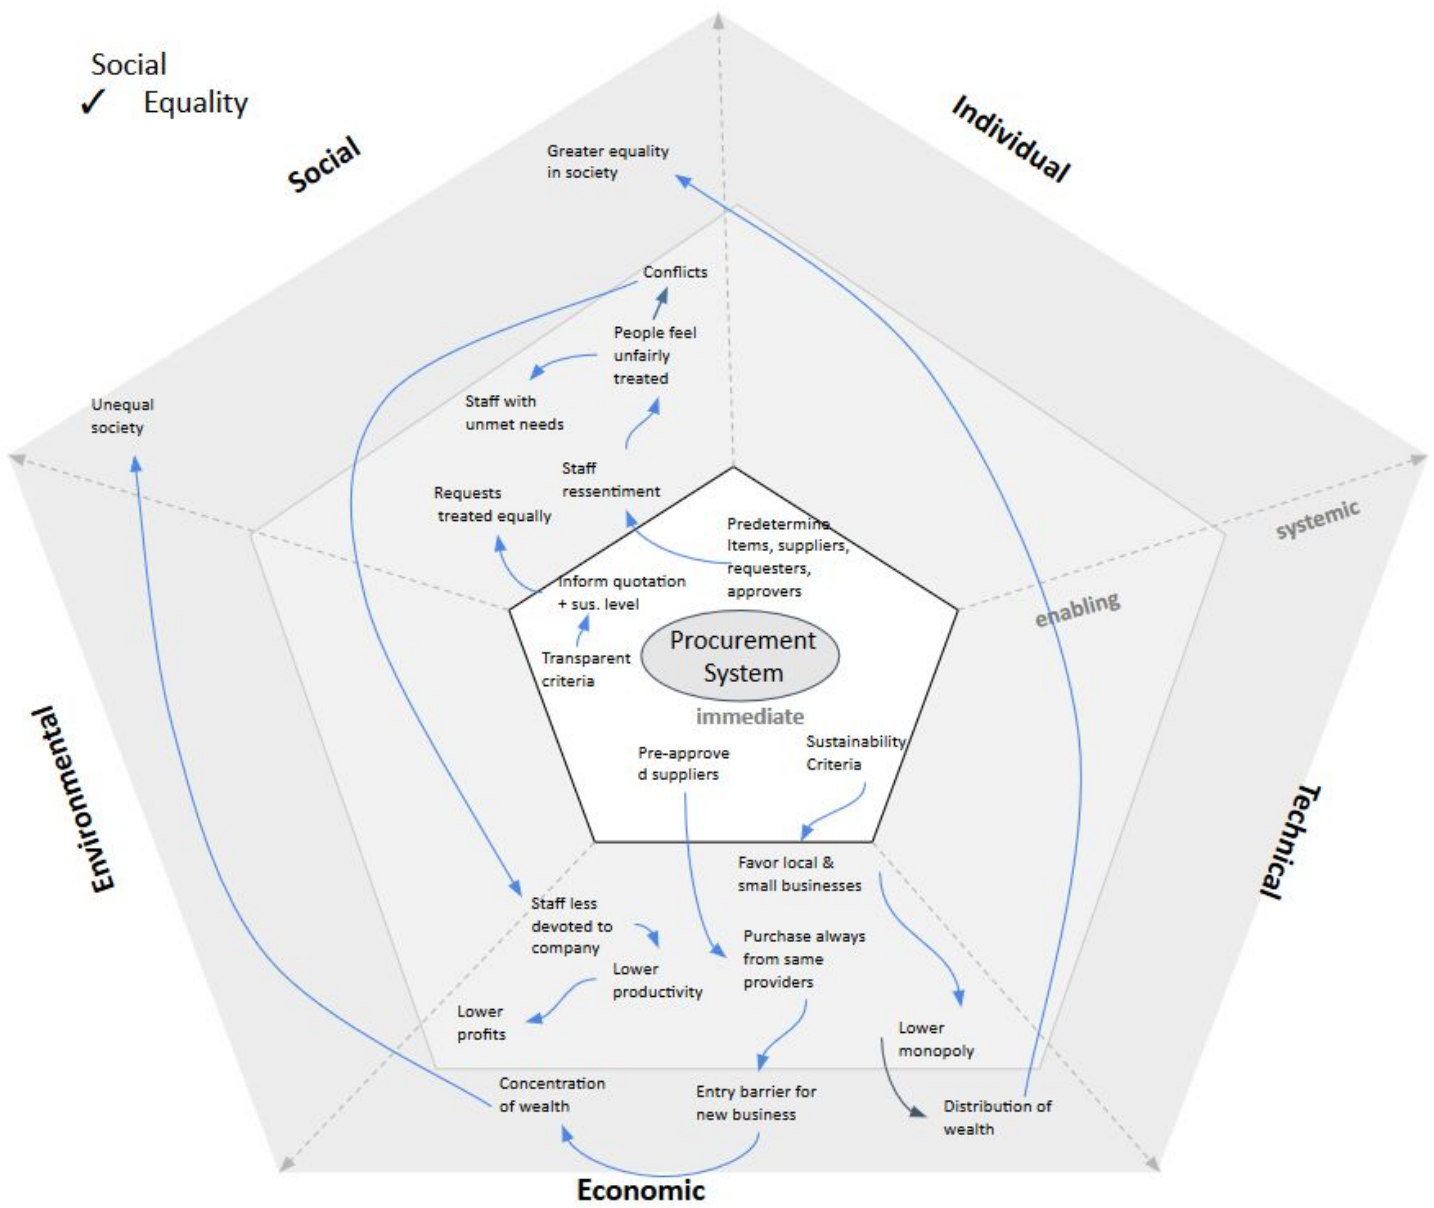 Social
✓ Equality
Social
Individual
Greater equality
in society
Conflicts
People feel
unfairly
treated
Staff with
unmet needs
Unequal
society
Staff
ressentiment
Requests
treated equally
systemic
Predetermine
Items, suppliers,
requesters,
approvers
Inform quotation
+ sus. level
enabling
Procurement
System
Transparent
criteria
immediate
Pre-approve
d suppliers
Sustainability
Criteria
Environmental
Technical
Favor local &
small businesses
Staff less
devoted to
company
Purchase always
from same
providers
Lower
productivity
Lower
profits
Lower
monopoly
Concentration
of wealth
Entry barrier for
new business
Distribution of
wealth
Economic